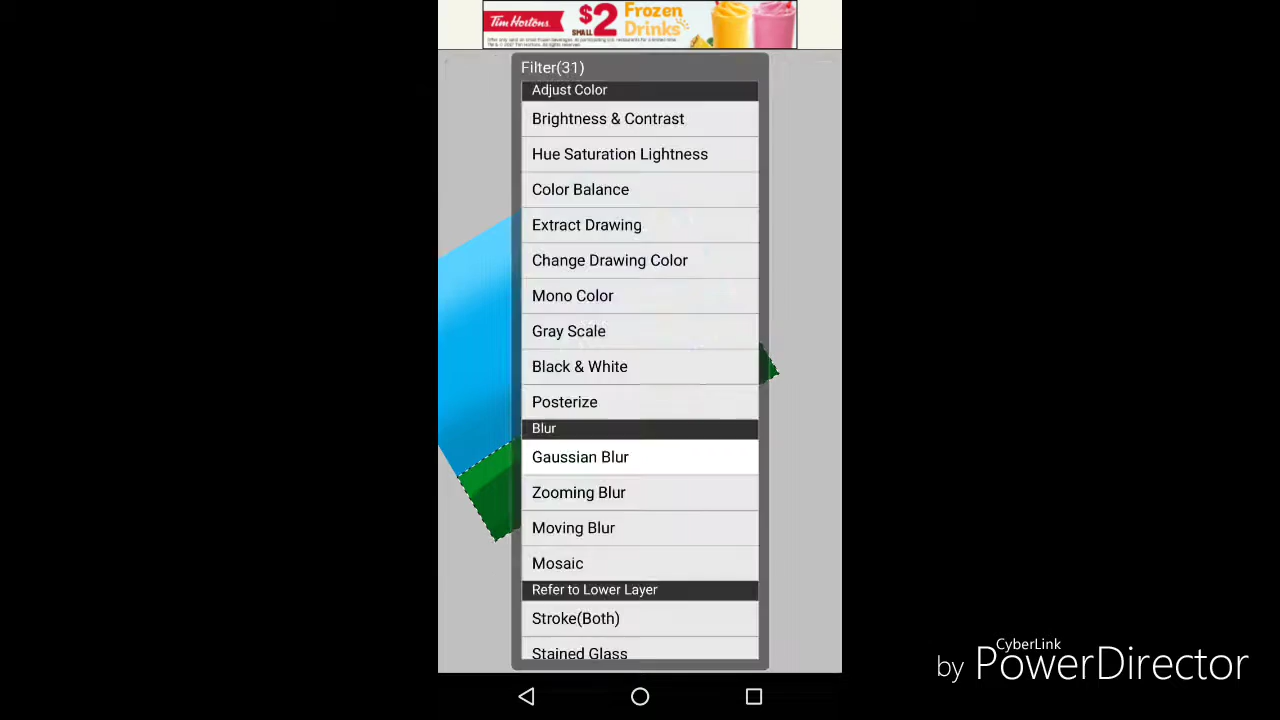 Tim Hortons.
$2
SMALL
Frozen
Drinks
Filter(31)
Adjust Color
Brightness & Contrast
Hue Saturation Lightness
Color Balance
Extract Drawing
Change Drawing Color
Mono Color
Gray Scale
Black & White
Posterize
Blur
Gaussian Blur
Zooming Blur
Moving Blur
Mosaic
Refer to Lower Layer
Stroke(Both)
Stained Glass
CyberLink
by PowerDirector